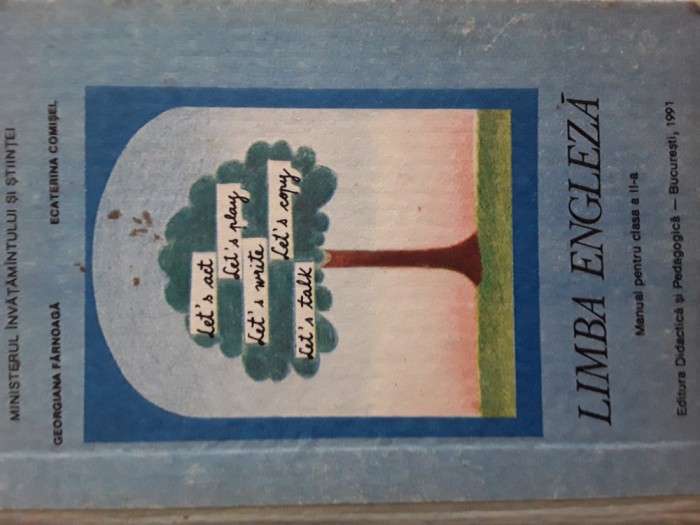 MINISTERUL ÎNVĂȚĂMÎNTULUI ȘI ȘTIINȚEI
GEORGIANA FÂRNOAGĂ ECATERINA COMIȘEL
Let's act
Let's play
Let's write
Let's copy
Let's talk
LIMBA ENGLEZĂ
Manual pentru clasa a II-a
Editura Didactică și Pedagogică — București, 1991